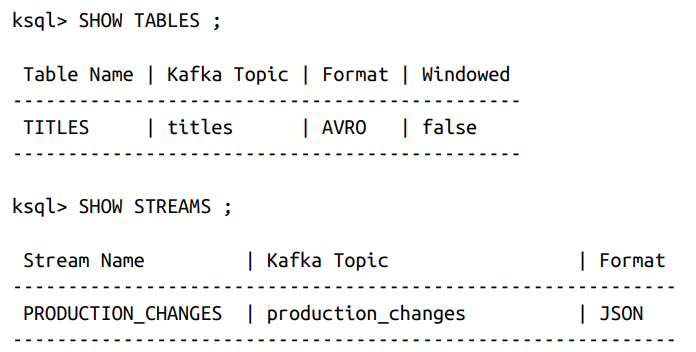 ksql> SHOW TABLES ;
Table Name | Kafka Topic | Format | Windowed
----------------------------------------------
TITLES     | titles      | AVRO   | false
----------------------------------------------
ksql> SHOW STREAMS ;
Stream Name         | Kafka Topic                 | Format
------------------------------------------------------------
PRODUCTION_CHANGES  | production_changes          | JSON
------------------------------------------------------------